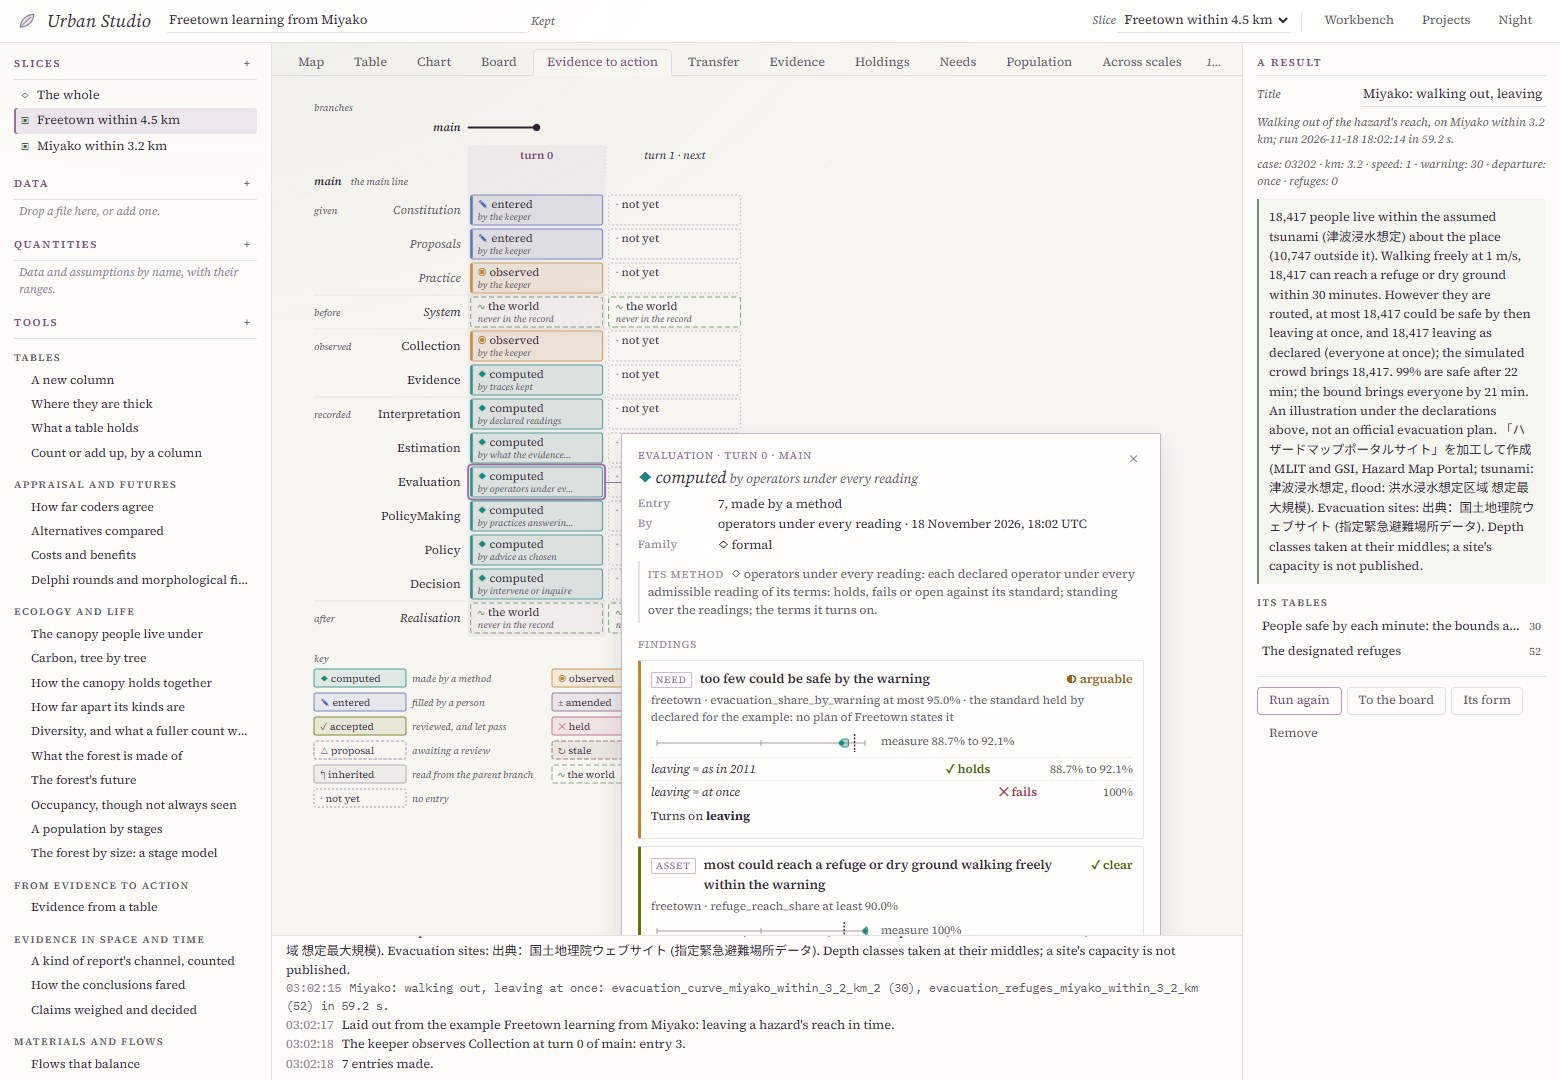 Urban Studio
Freetown learning from Miyako
Kept
Slice
Freetown within 4.5 km
Workbench
Projects
Night
SLICES
+
The whole
Freetown within 4.5 km
Miyako within 3.2 km
DATA
+
Drop a file here, or add one.
QUANTITIES
+
Data and assumptions by name, with their
ranges.
TOOLS
+
TABLES
A new column
Where they are thick
What a table holds
Count or add up, by a column
APPRAISAL AND FUTURES
How far coders agree
Alternatives compared
Costs and benefits
Delphi rounds and morphological fi...
ECOLOGY AND LIFE
The canopy people live under
Carbon, tree by tree
How the canopy holds together
How far apart its kinds are
Diversity, and what a fuller count w...
What the forest is made of
The forest's future
Occupancy, though not always seen
A population by stages
The forest by size: a stage model
FROM EVIDENCE TO ACTION
Evidence from a table
EVIDENCE IN SPACE AND TIME
A kind of report's channel, counted
How the conclusions fared
Claims weighed and decided
MATERIALS AND FLOWS
Flows that balance
Map
Table
Chart
Board
Evidence to action
Transfer
Evidence
Holdings
Needs
Population
Across scales
1...
branches
main
turn 0
turn 1 · next
main the main line
given
Constitution
entered
by the keeper
· not yet
Proposals
entered
by the keeper
· not yet
Practice
observed
by the keeper
· not yet
before
System
the world
never in the record
the world
never in the record
observed
Collection
observed
by the keeper
· not yet
Evidence
computed
by traces kept
· not yet
recorded
Interpretation
computed
by declared readings
· not yet
Estimation
computed
by what the evidence...
Evaluation
computed
by operators under ev...
PolicyMaking
computed
by practices answerin...
Policy
computed
by advice as chosen
Decision
computed
by intervene or inquire
after
Realisation
the world
never in the record
key
computed
made by a method
observed
entered
filled by a person
± amended
✓ accepted
reviewed, and let pass
✕ held
△ proposal
awaiting a review
↻ stale
↰ inherited
read from the parent branch
the world
· not yet
no entry
EVALUATION · TURN 0 · MAIN
×
◆ computed by operators under every reading
Entry
7, made by a method
By
operators under every reading · 18 November 2026, 18:02 UTC
Family
◇ formal
ITS METHOD ◇ operators under every reading: each declared operator under every
admissible reading of its terms: holds, fails or open against its standard; standing
over the readings; the terms it turns on.
FINDINGS
NEED
too few could be safe by the warning
◐ arguable
freetown · evacuation_share_by_warning at most 95.0% · the standard held by
declared for the example: no plan of Freetown states it
measure 88.7% to 92.1%
leaving = as in 2011
✓ holds
88.7% to 92.1%
leaving = at once
✕ fails
100%
Turns on leaving
ASSET
most could reach a refuge or dry ground walking freely
within the warning
✓ clear
freetown · refuge_reach_share at least 90.0%
measure 100%
域 想定最大規模). Evacuation sites: 出典：国土地理院ウェブサイト (指定緊急避難場所データ). Depth classes taken at their middles; a site's capacity is not
published.
03:02:15 Miyako: walking out, leaving at once: evacuation_curve_miyako_within_3_2_km_2 (30), evacuation_refuges_miyako_within_3_2_km
(52) in 59.2 s.
03:02:17 Laid out from the example Freetown learning from Miyako: leaving a hazard's reach in time.
03:02:18 The keeper observes Collection at turn 0 of main: entry 3.
03:02:18 7 entries made.
A RESULT
Title
Miyako: walking out, leaving
Walking out of the hazard's reach, on Miyako within 3.2
km; run 2026-11-18 18:02:14 in 59.2 s.
case: 03202 · km: 3.2 · speed: 1 · warning: 30 · departure:
once · refuges: 0
18,417 people live within the assumed
tsunami (津波浸水想定) about the place
(10,747 outside it). Walking freely at 1 m/s,
18,417 can reach a refuge or dry ground
within 30 minutes. However they are
routed, at most 18,417 could be safe by then
leaving at once, and 18,417 leaving as
declared (everyone at once); the simulated
crowd brings 18,417. 99% are safe after 22
min; the bound brings everyone by 21 min.
An illustration under the declarations
above, not an official evacuation plan. 「ハ
ザードマップポータルサイト」を加工して作成
(MLIT and GSI, Hazard Map Portal; tsunami:
津波浸水想定, flood: 洪水浸水想定区域 想定最
大規模). Evacuation sites: 出典：国土地理院ウ
ェブサイト (指定緊急避難場所データ). Depth
classes taken at their middles; a site's
capacity is not published.
ITS TABLES
People safe by each minute: the bounds a...
30
The designated refuges
52
Run again
To the board
Its form
Remove